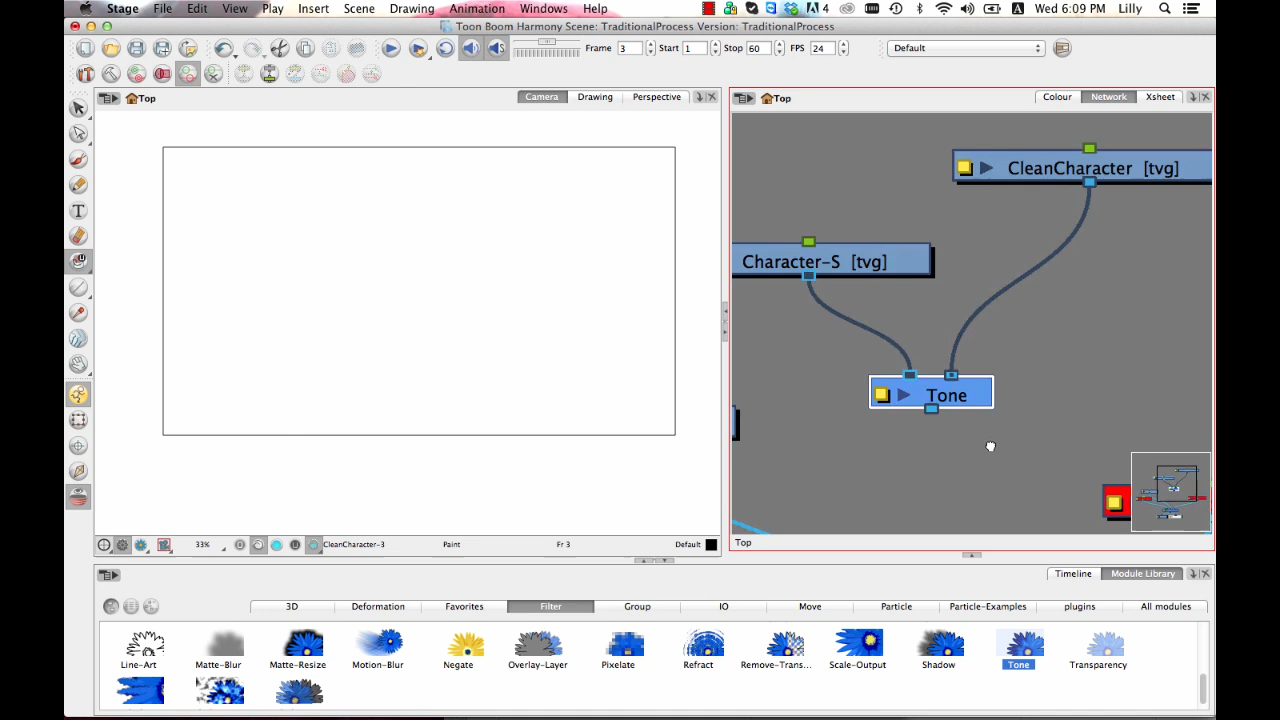 Stage File Edit View Play Insert Scene Drawing Animation Windows Help 4 A Wed 6:09 PM Lilly
Toon Boom Harmony Scene: TraditionalProcess Version: TraditionalProcess
Frame 3 Start 1 Stop 60 FPS 24 Default
Top Camera Drawing Perspective
Top Colour Network Xsheet
CleanCharacter [tvg]
Character-S [tvg]
Tone
33% CleanCharacter-3 Paint Fr 3 Default
Top
Timeline Module Library
3D Deformation Favorites Filter Group IO Move Particle Particle-Examples plugins All modules
Line-Art Matte-Blur Matte-Resize Motion-Blur Negate Overlay-Layer Pixelate Refract Remove-Trans... Scale-Output Shadow Tone Transparency